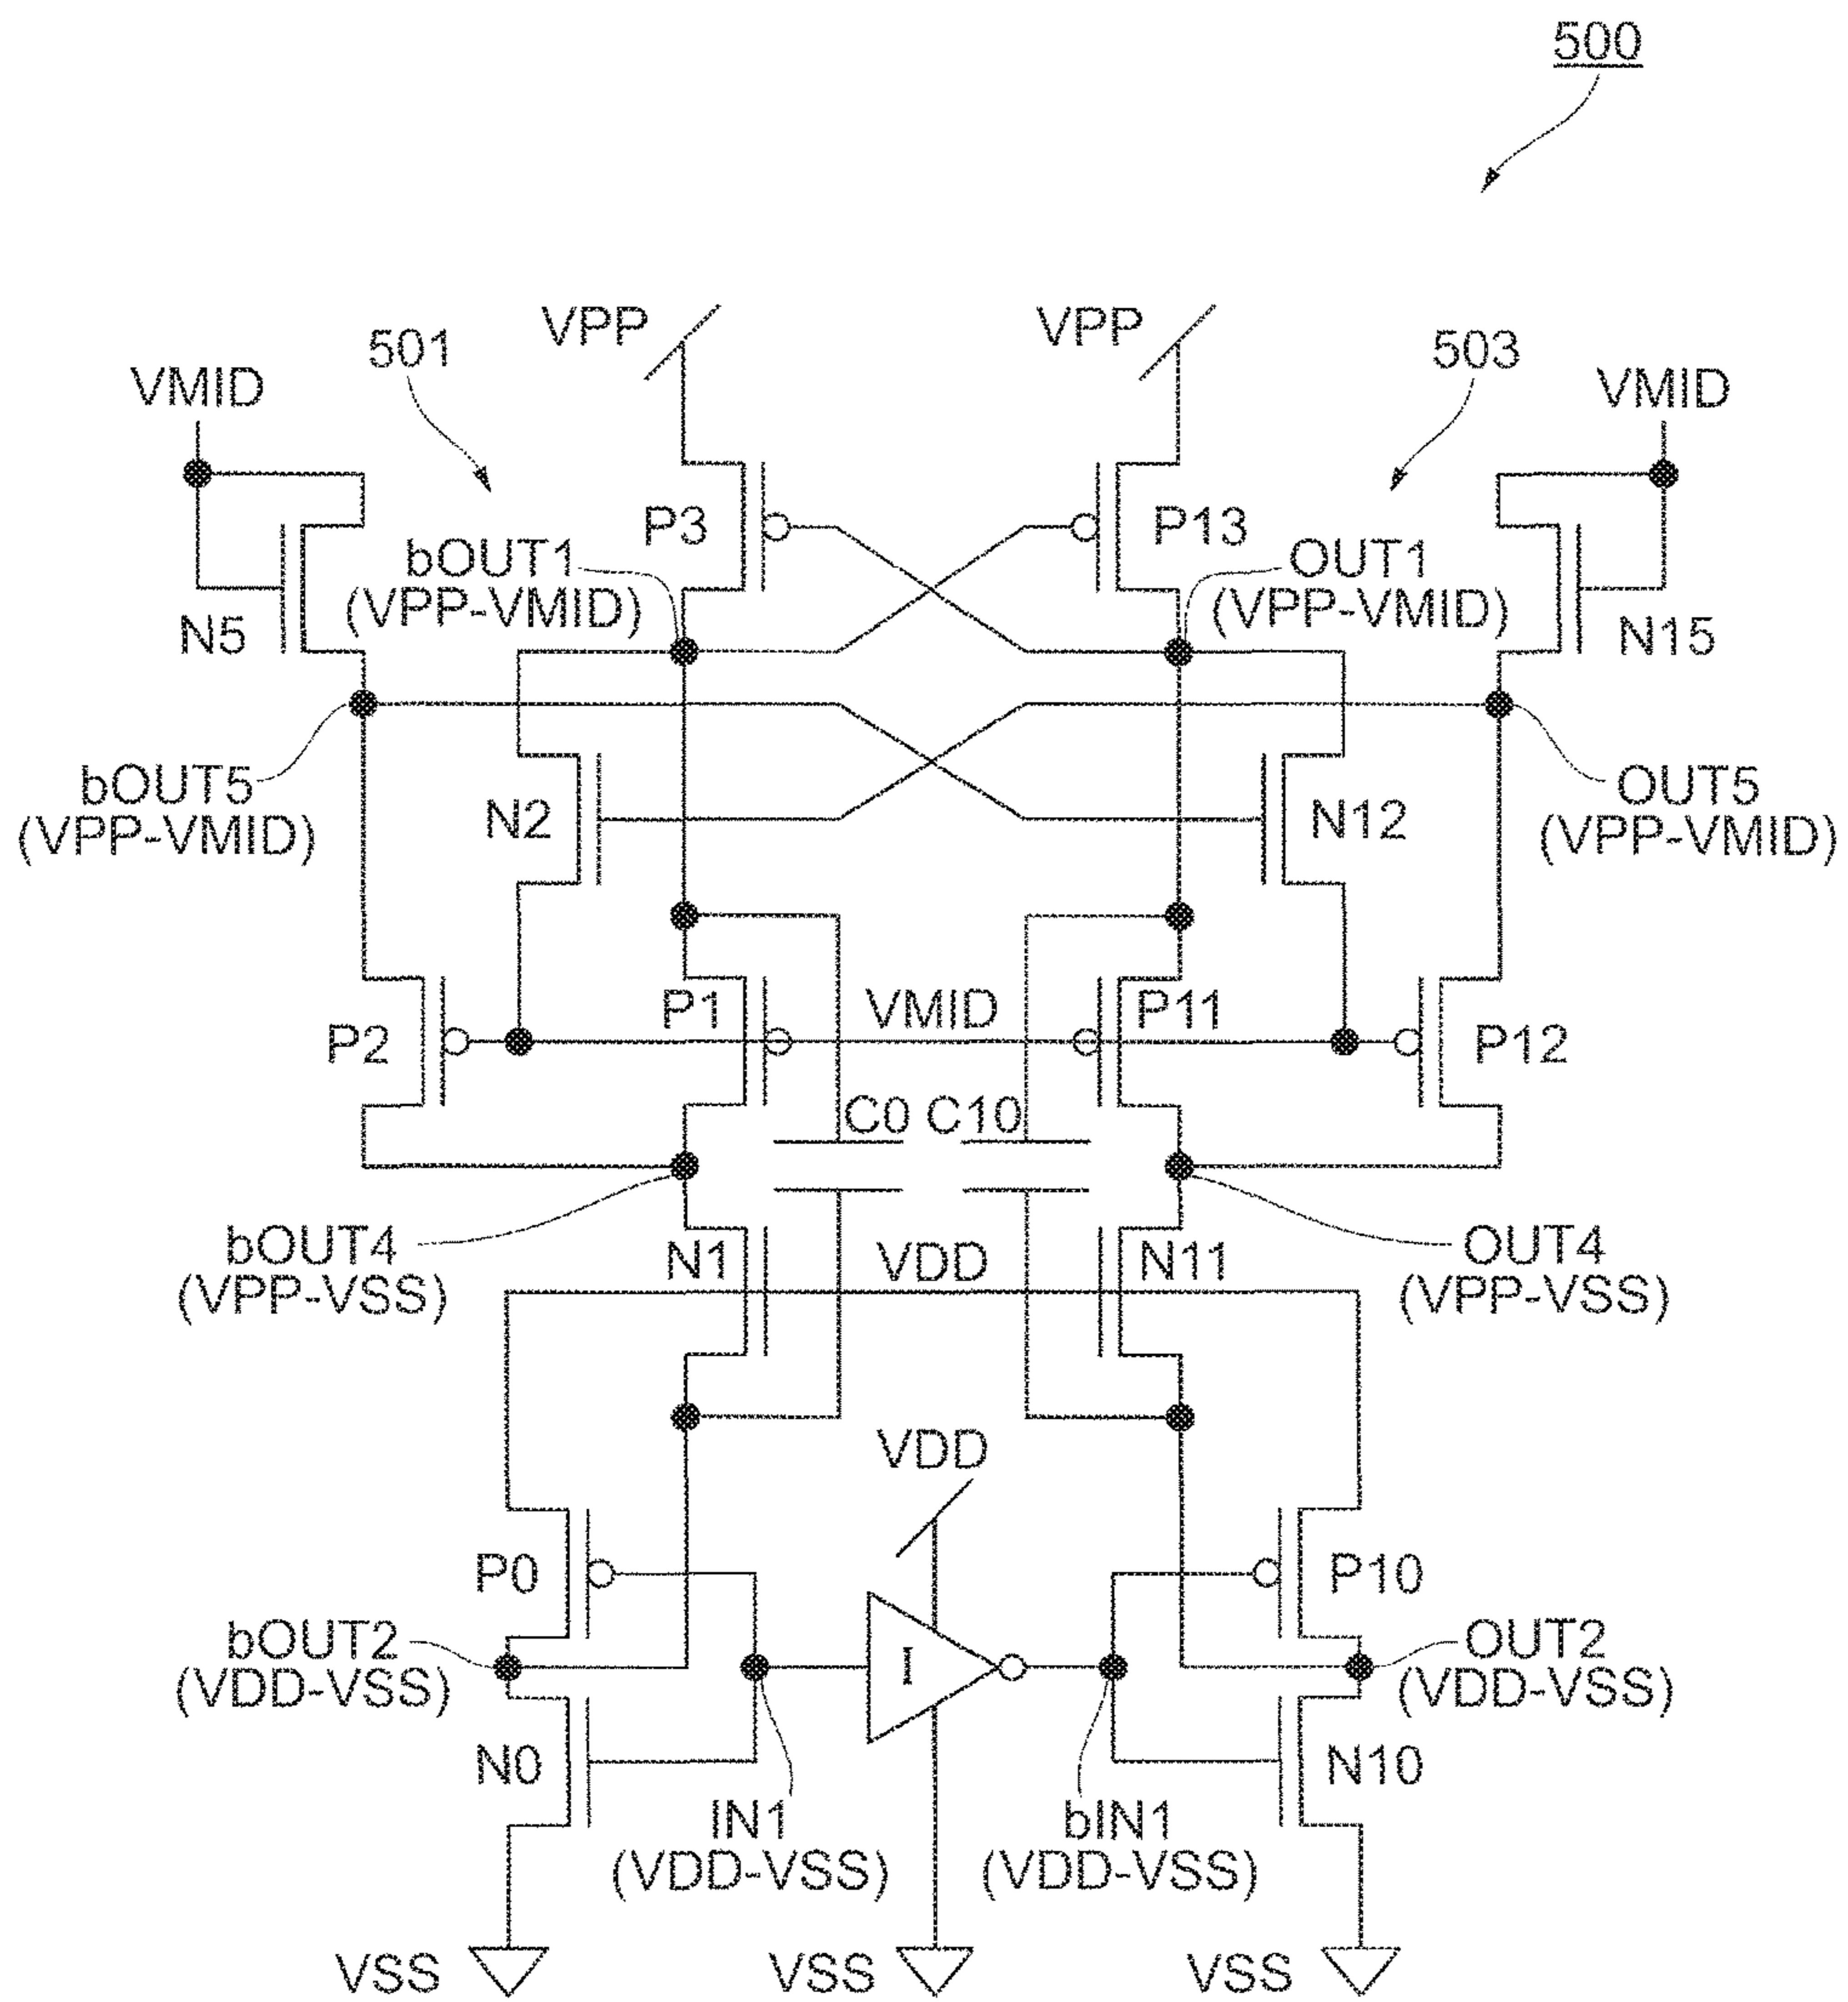 500
VPP
VPP
501
503
VMID
VMID
P3
P13
bOUT1
(VPP-VMID)
OUT1
(VPP-VMID)
N5
N15
bOUT5
(VPP-VMID)
N2
N12
OUT5
(VPP-VMID)
P2
P1
VMID
P11
P12
C0
C10
bOUT4
(VPP-VSS)
N1
VDD
N11
OUT4
(VPP-VSS)
VDD
P0
P10
bOUT2
(VDD-VSS)
I
OUT2
(VDD-VSS)
N0
N10
IN1
(VDD-VSS)
bIN1
(VDD-VSS)
VSS
VSS
VSS